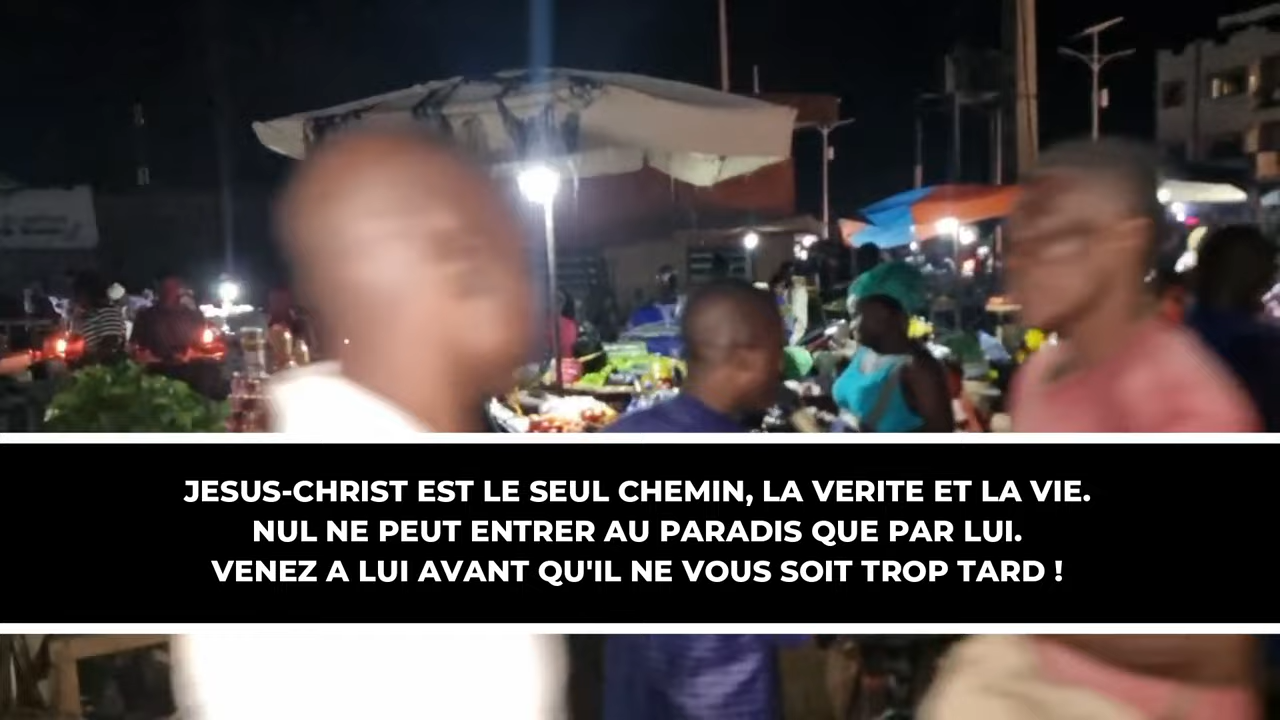 JESUS-CHRIST EST LE SEUL CHEMIN, LA VERITE ET LA VIE.
NUL NE PEUT ENTRER AU PARADIS QUE PAR LUI.
VENEZ A LUI AVANT QU'IL NE VOUS SOIT TROP TARD !